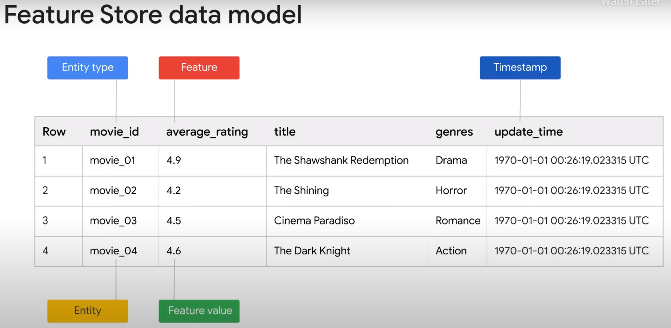 Watch Later
Feature Store data model
Entity type Feature Timestamp
Row movie_id average_rating title genres update_time
1 movie_01 4.9 The Shawshank Redemption Drama 1970-01-01 00:26:19.023315 UTC
2 movie_02 4.2 The Shining Horror 1970-01-01 00:26:19.023315 UTC
3 movie_03 4.5 Cinema Paradiso Romance 1970-01-01 00:26:19.023315 UTC
4 movie_04 4.6 The Dark Knight Action 1970-01-01 00:26:19.023315 UTC
Entity Feature value